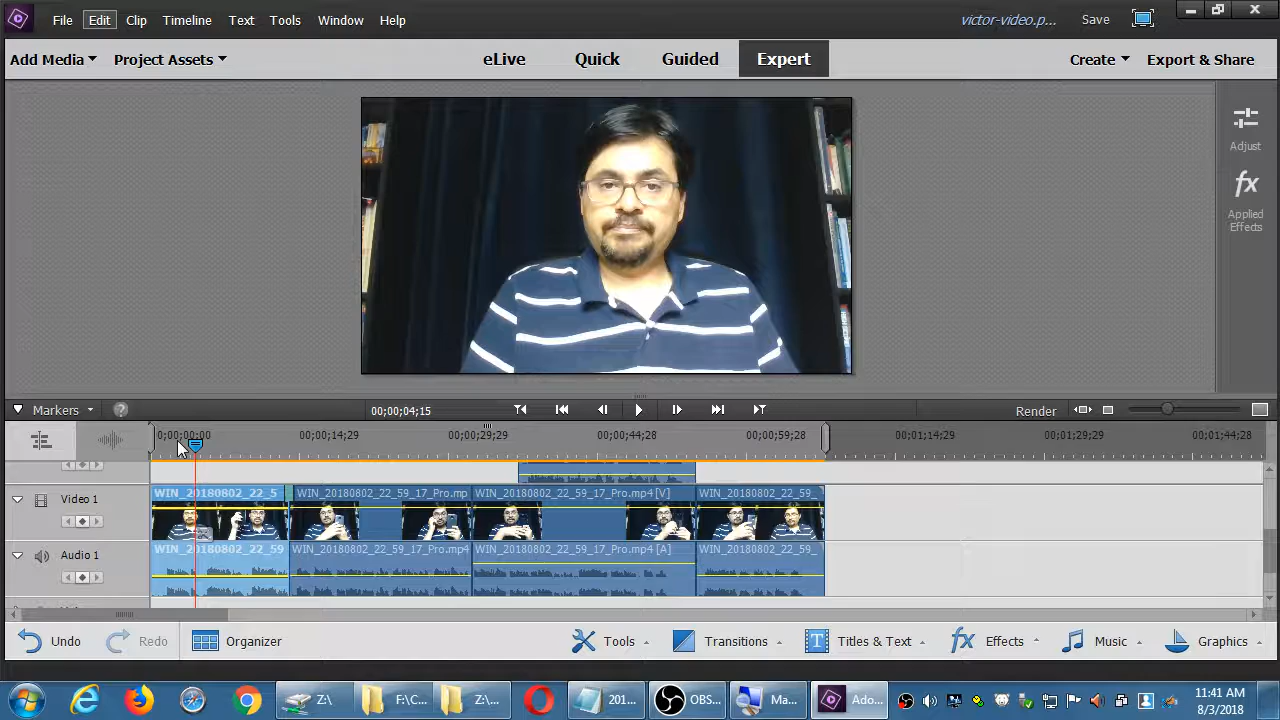 File Edit Clip Timeline Text Tools Window Help victor-video.p... Save
Add Media Project Assets eLive Quick Guided Expert Create Export & Share
Adjust
fx
Applied
Effects
Markers ? 00;00;04;15 Render
0;00;00;00 00;00;14;29 00;00;29;29 00;00;44;28 00;00;59;28 00;01;14;29 00;01;29;29 00;01;44;28
Video 1 WIN_20180802_22_5 WIN_20180802_22_59_17_Pro.mp WIN_20180802_22_59_17_Pro.mp4 [V] WIN_20180802_22_59_
Audio 1 WIN_20180802_22_59 WIN_20180802_22_59_17_Pro.mp4 WIN_20180802_22_59_17_Pro.mp4 [A] WIN_20180802_22_59_
Undo Redo Organizer Tools Transitions T Titles & Text fx Effects Music Graphics
Z:\ F:\C... Z:\... 201... OBS... Ma... Ado... 11:41 AM
8/3/2018